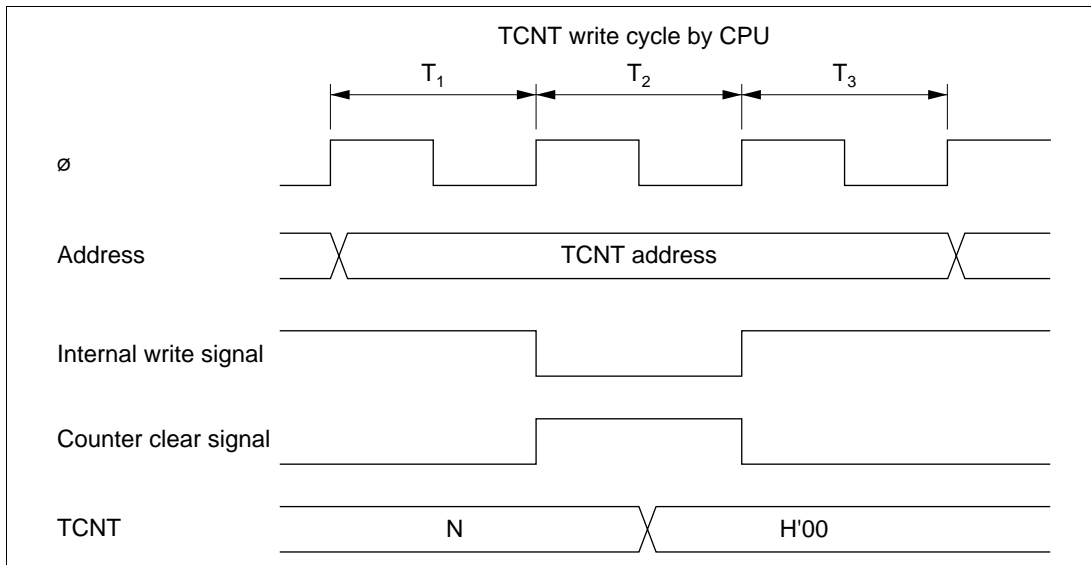 TCNT write cycle by CPU
T1 T2 T3
ø
Address TCNT address
Internal write signal
Counter clear signal
TCNT N H'00